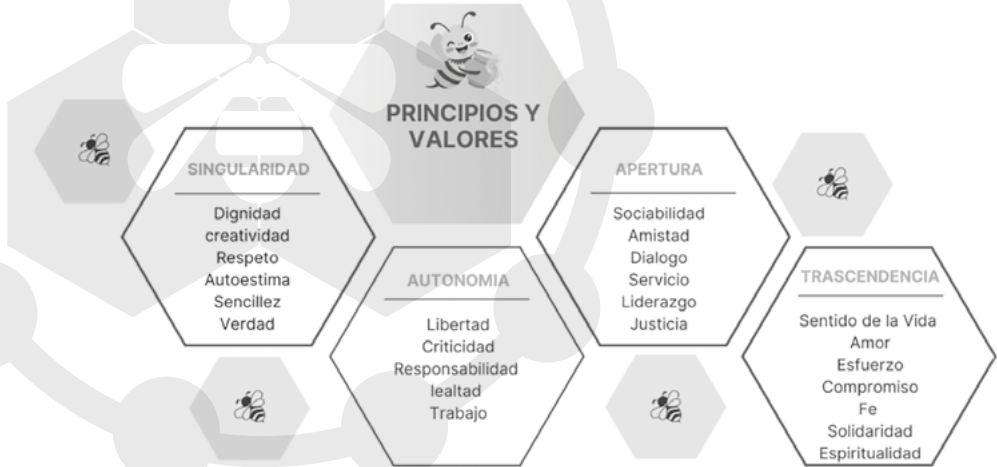 PRINCIPIOS Y
VALORES
SINGULARIDAD
Dignidad
creatividad
Respeto
Autoestima
Sencillez
Verdad
AUTONOMIA
Libertad
Criticidad
Responsabilidad
lealtad
Trabajo
APERTURA
Sociabilidad
Amistad
Dialogo
Servicio
Liderazgo
Justicia
TRASCENDENCIA
Sentido de la Vida
Amor
Esfuerzo
Compromiso
Fe
Solidaridad
Espiritualidad